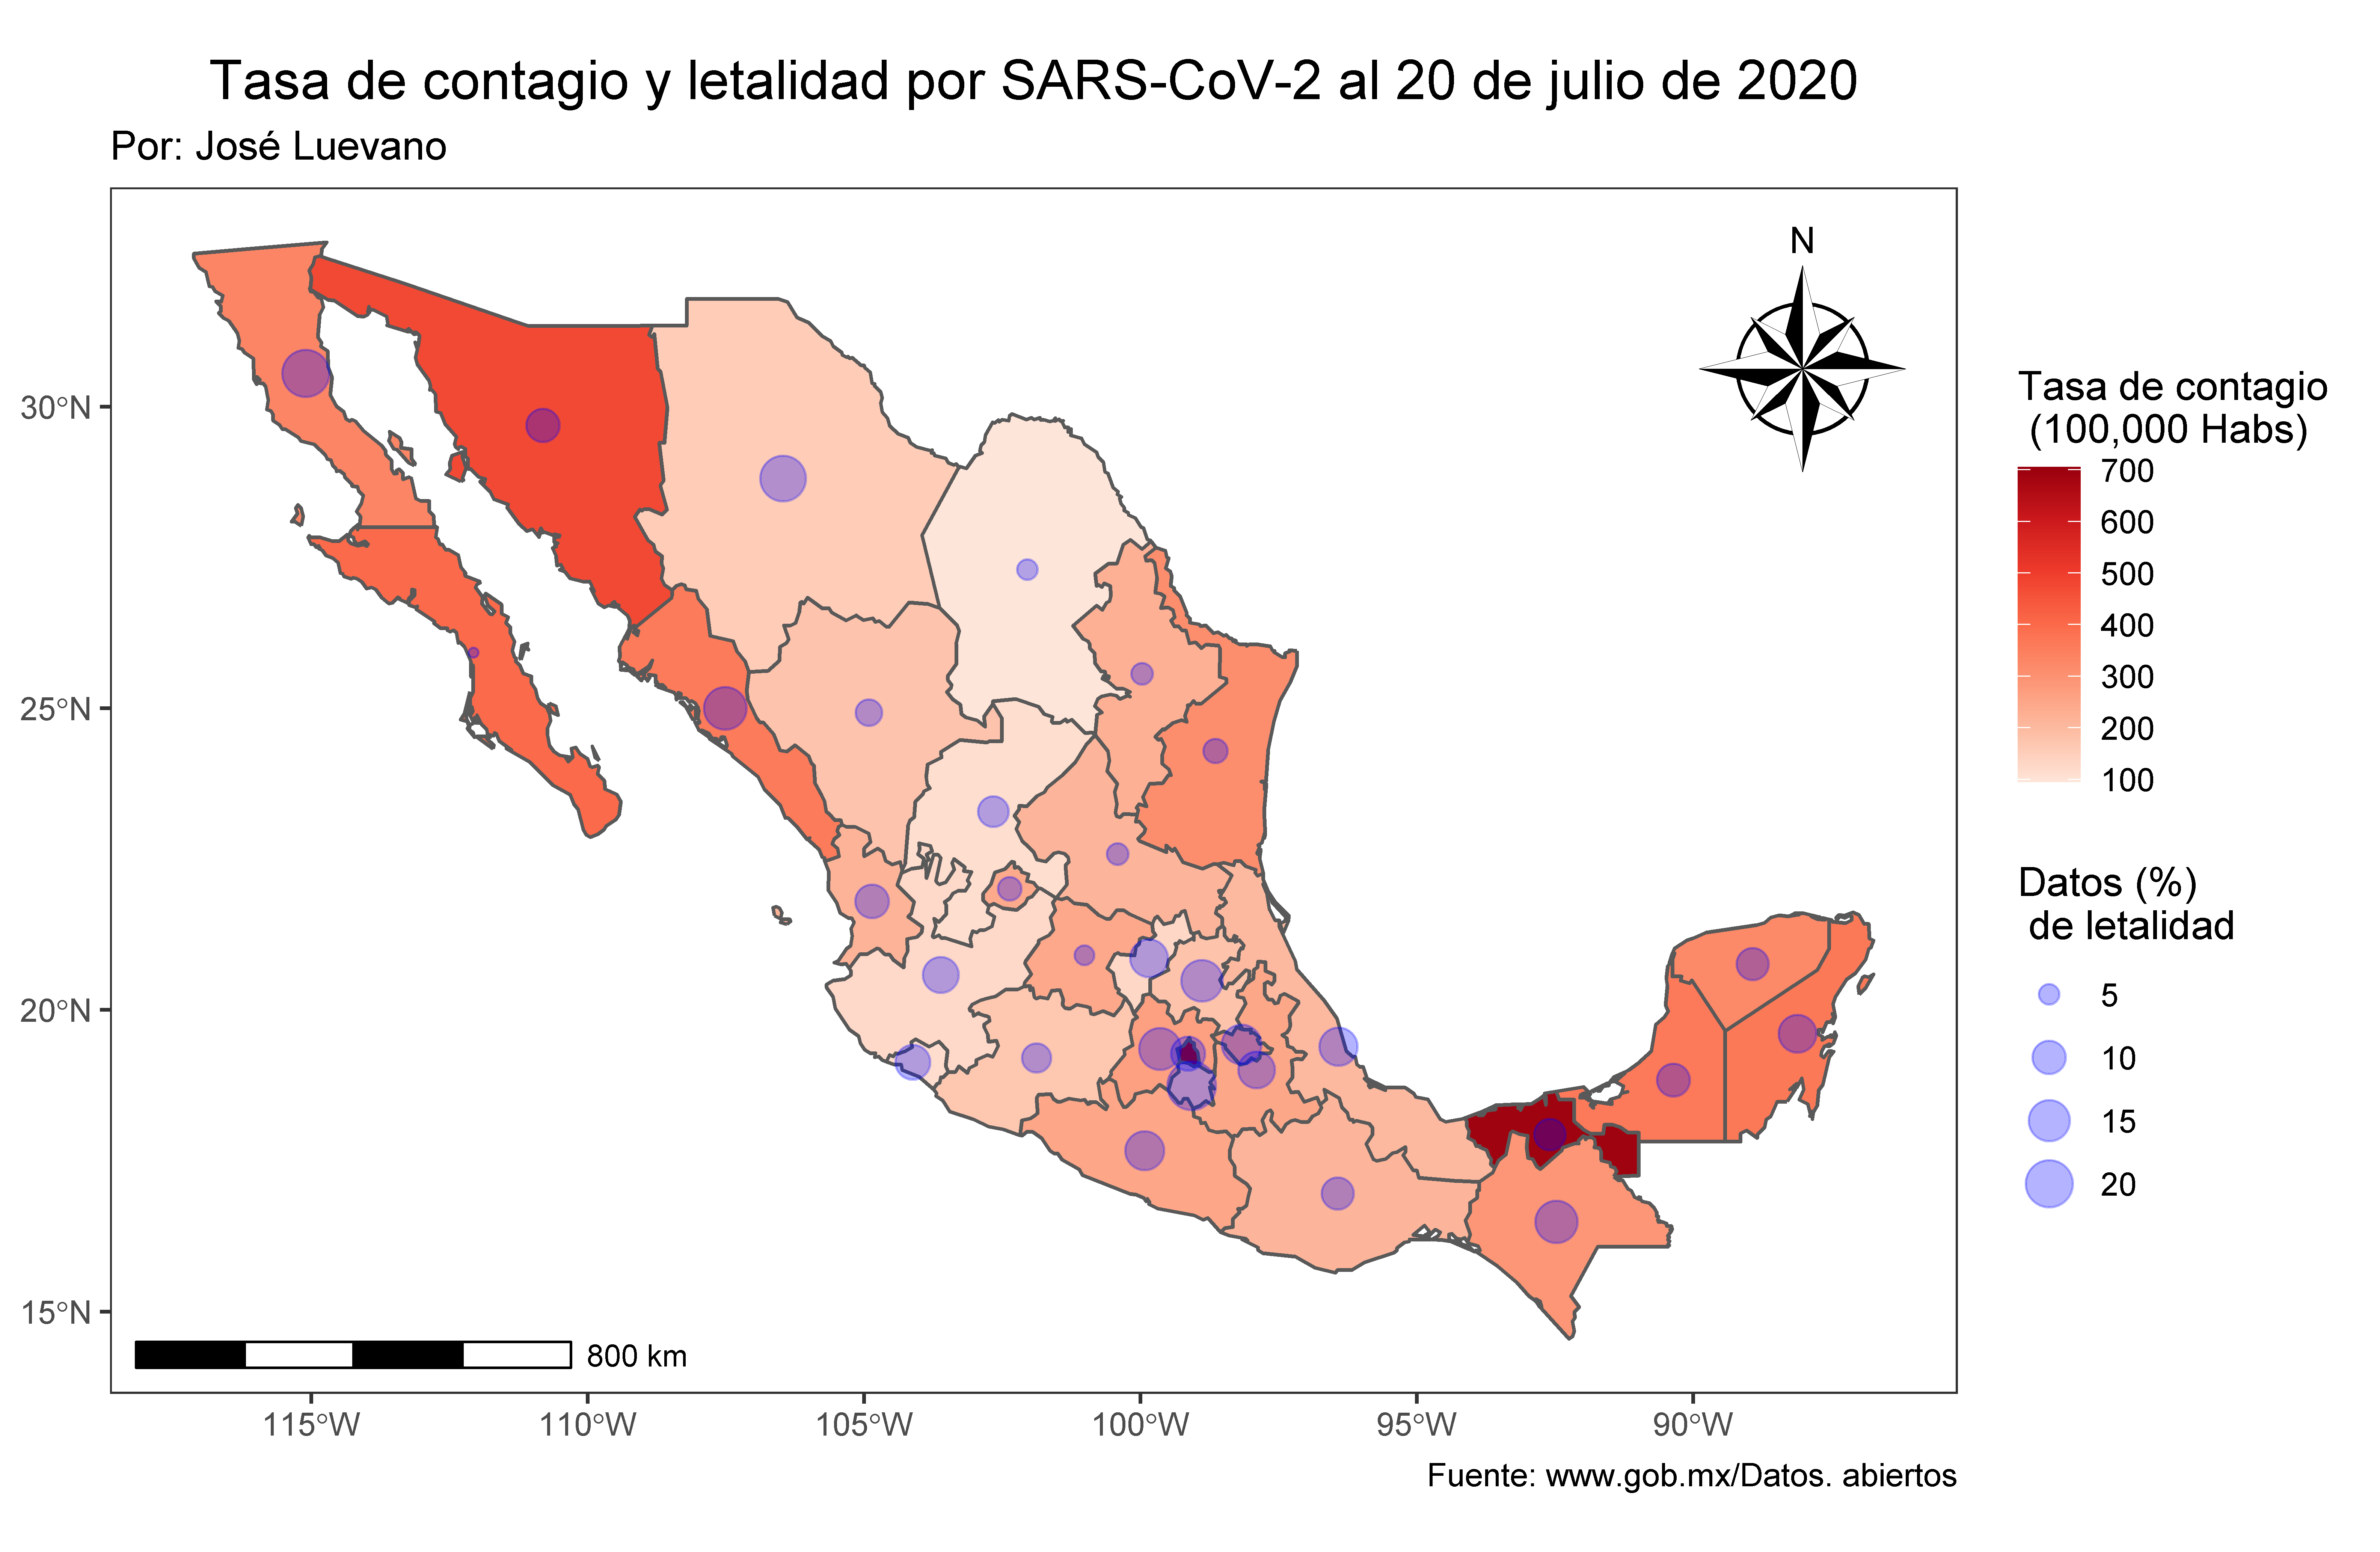 Tasa de contagio y letalidad por SARS-CoV-2 al 20 de julio de 2020
Por: José Luevano
N
30°N
25°N
20°N
15°N
800 km
115°W
110°W
105°W
100°W
95°W
90°W
Fuente: www.gob.mx/Datos. abiertos
Tasa de contagio
(100,000 Habs)
700
600
500
400
300
200
100
Datos (%)
de letalidad
5
10
15
20